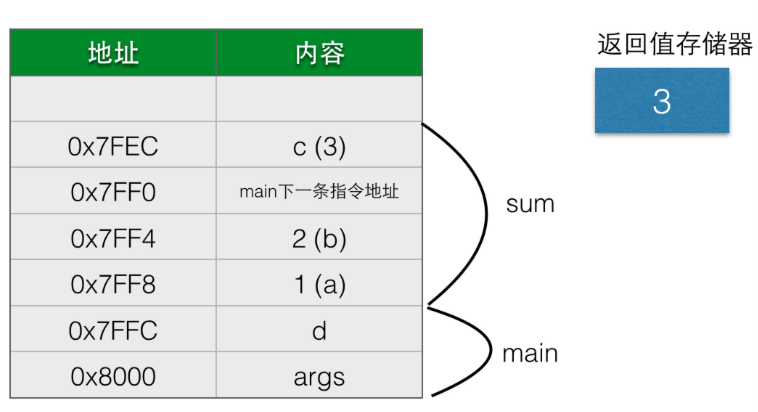 地址 内容
返回值存储器
3
0x7FEC c (3)
0x7FF0 main下一条指令地址
sum
0x7FF4 2 (b)
0x7FF8 1 (a)
0x7FFC d
main
0x8000 args